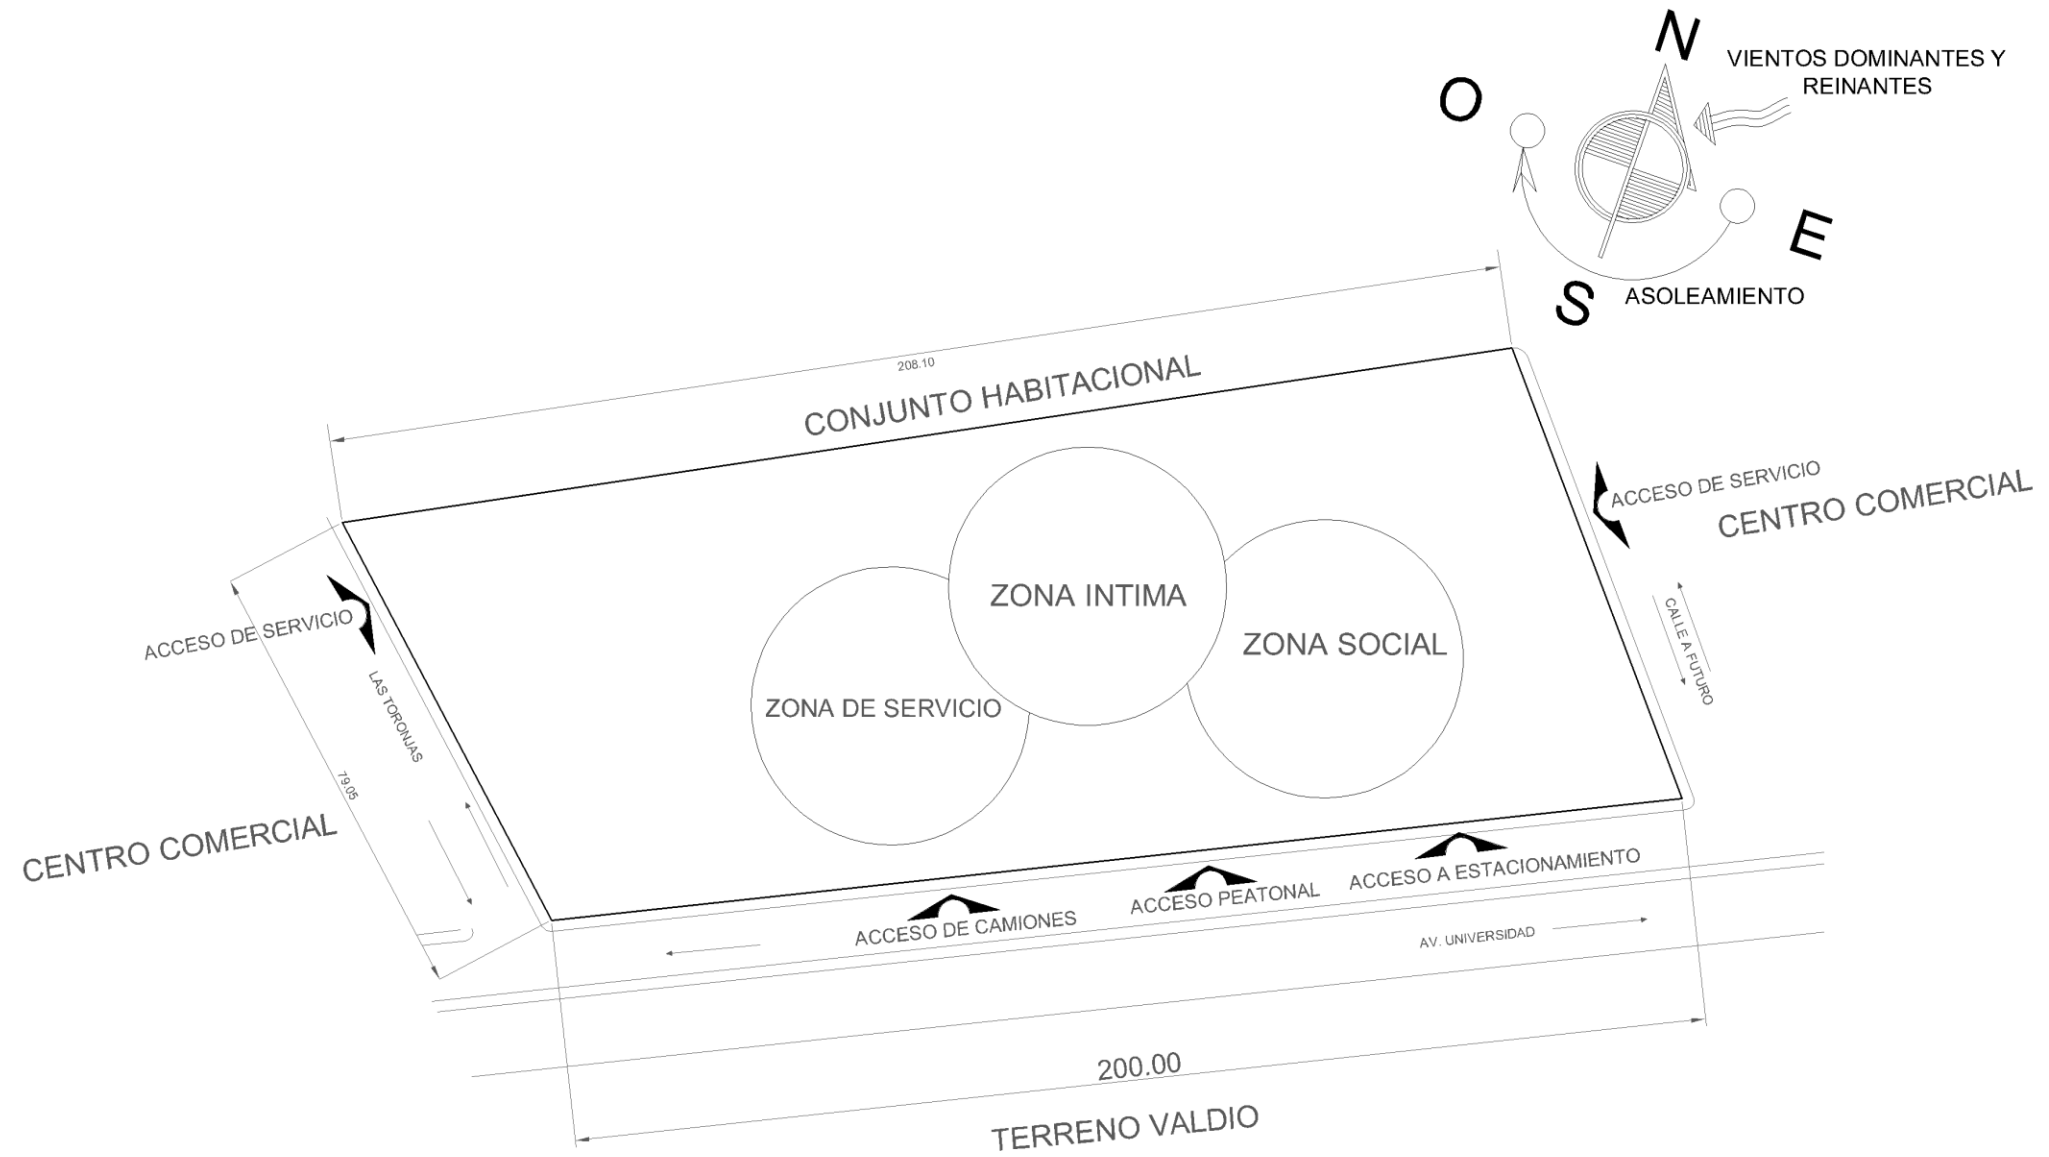 N
VIENTOS DOMINANTES Y
REINANTES
O
E
S
ASOLEAMIENTO
208.10
CONJUNTO HABITACIONAL
ACCESO DE SERVICIO
CENTRO COMERCIAL
ZONA INTIMA
ZONA SOCIAL
ACCESO DE SERVICIO
CALLE A FUTURO
LAS TORONJAS
ZONA DE SERVICIO
79.05
CENTRO COMERCIAL
ACCESO A ESTACIONAMIENTO
ACCESO PEATONAL
ACCESO DE CAMIONES
AV. UNIVERSIDAD
200.00
TERRENO VALDIO